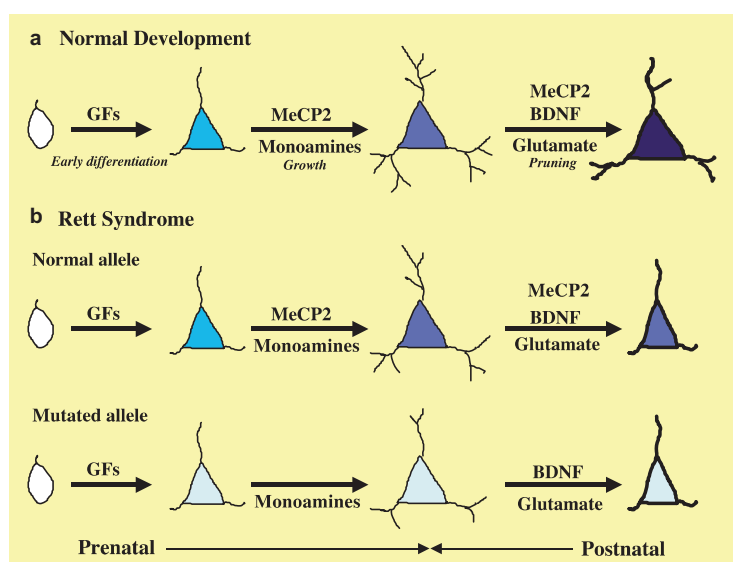 a Normal Development
GFs
Early differentiation
MeCP2
Monoamines
Growth
MeCP2
BDNF
Glutamate
Pruning
b Rett Syndrome
Normal allele
GFs
MeCP2
Monoamines
MeCP2
BDNF
Glutamate
Mutated allele
GFs
Monoamines
BDNF
Glutamate
Prenatal
Postnatal